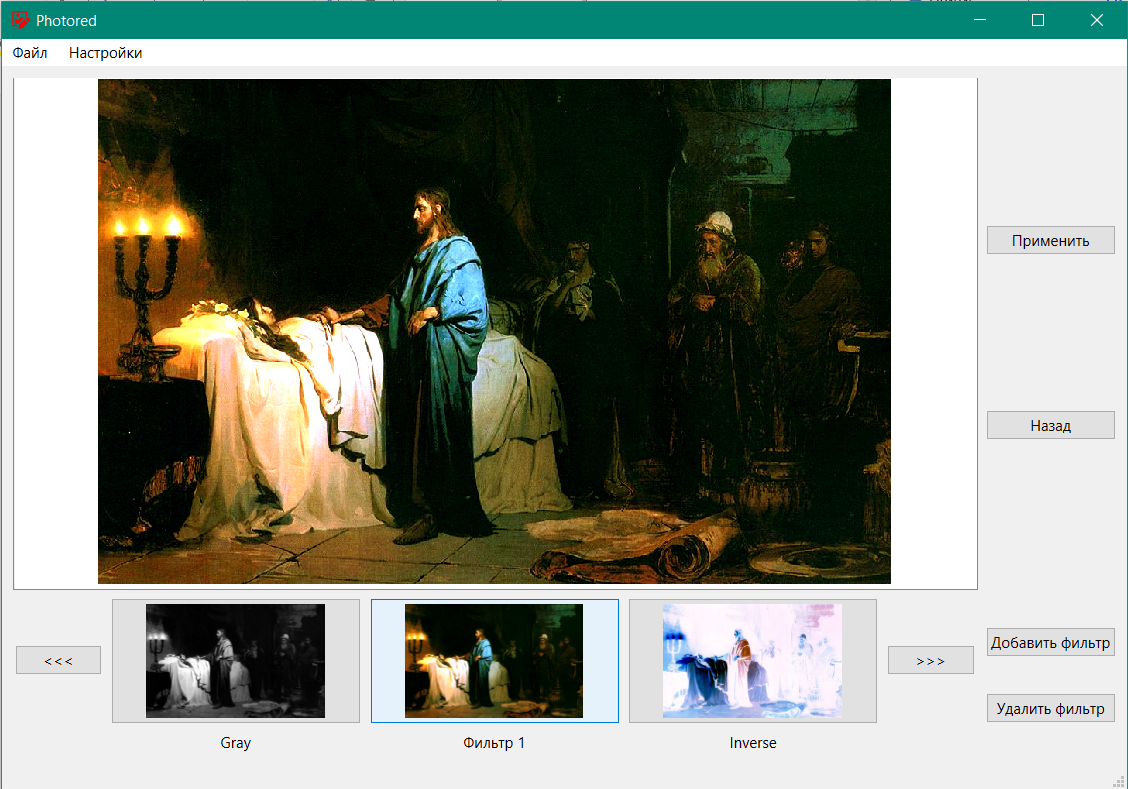 Photored
Файл Настройки
Применить
Назад
<<< >>>
Добавить фильтр
Удалить фильтр
Gray Фильтр 1 Inverse